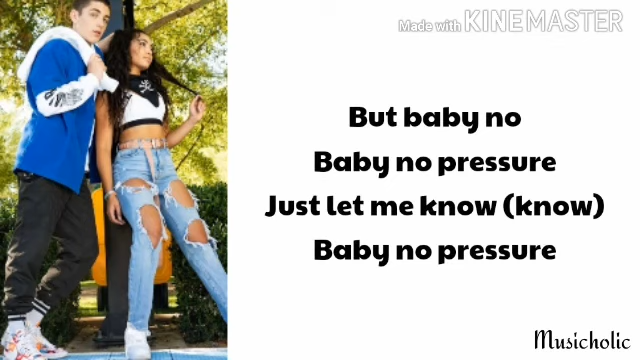 Made with KINEMASTER
But baby no
Baby no pressure
Just let me know (know)
Baby no pressure
Musicholic